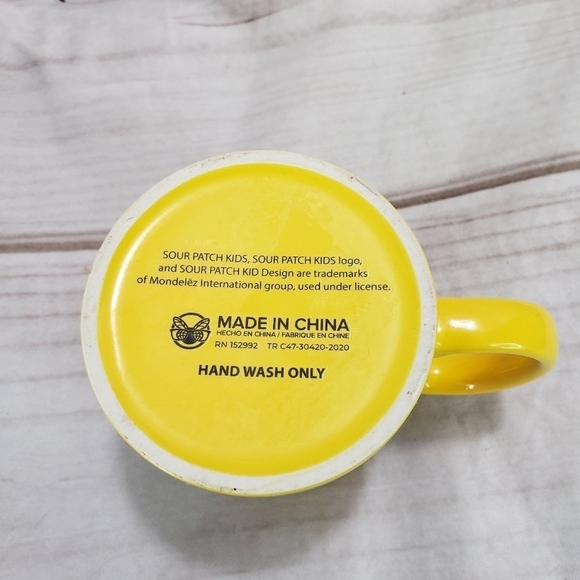 SOUR PATCH KIDS, SOUR PATCH KIDS logo,
and SOUR PATCH KID Design are trademarks
of Mondelēz International group, used under license.
MADE IN CHINA
HECHO EN CHINA / FABRIQUE EN CHINE
RN 152992 TR C47-30420-2020
HAND WASH ONLY